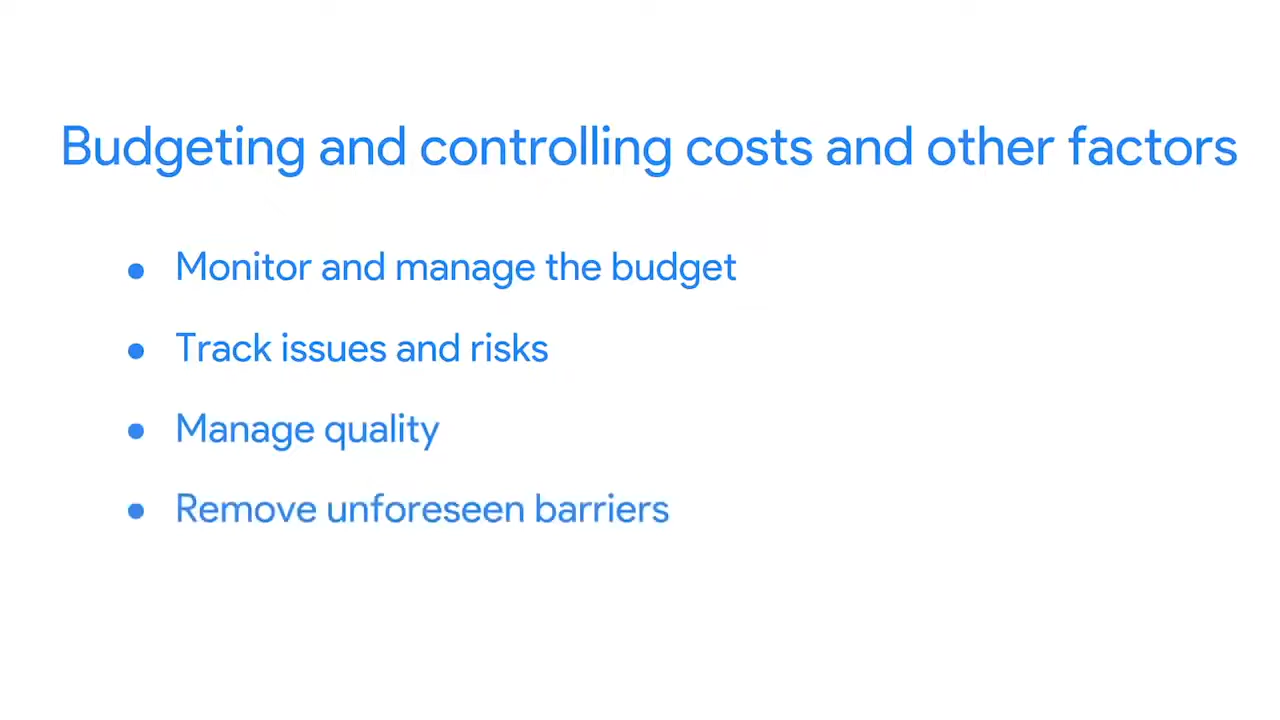 Budgeting and controlling costs and other factors
• Monitor and manage the budget
• Track issues and risks
• Manage quality
• Remove unforeseen barriers